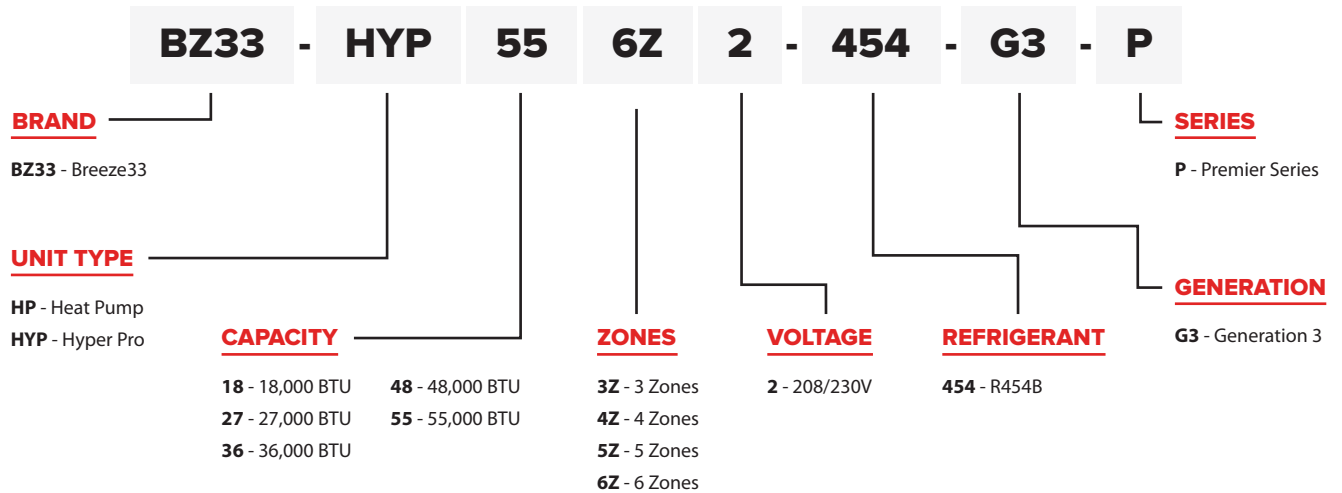 BZ33 - HYP 55 6Z 2 - 454 - G3 - P
BRAND
BZ33 - Breeze33
UNIT TYPE
HP - Heat Pump
HYP - Hyper Pro
CAPACITY
18 - 18,000 BTU
27 - 27,000 BTU
36 - 36,000 BTU
48 - 48,000 BTU
55 - 55,000 BTU
ZONES
3Z - 3 Zones
4Z - 4 Zones
5Z - 5 Zones
6Z - 6 Zones
VOLTAGE
2 - 208/230V
REFRIGERANT
454 - R454B
GENERATION
G3 - Generation 3
SERIES
P - Premier Series